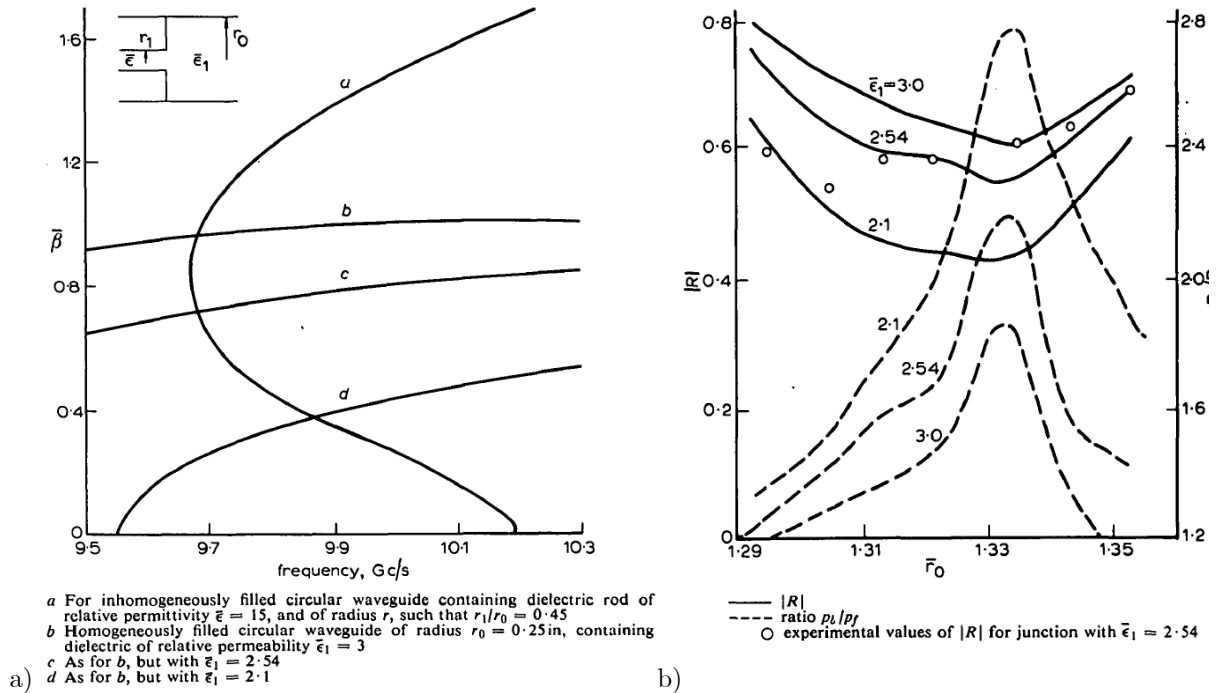 1·6
1·2
β̄
0·8
0·4
0
r₁
ε̄
ε̄₁
r₀
a
b
c
d
9·5 9·7 9·9 10·1 10·3
frequency, Gc/s
a For inhomogeneously filled circular waveguide containing dielectric rod of
relative permittivity ε̄ = 15, and of radius r, such that r₁/r₀ = 0·45
b Homogeneously filled circular waveguide of radius r₀ = 0·25in, containing
dielectric of relative permeability ε̄₁ = 3
c As for b, but with ε̄₁ = 2·54
a) d As for b, but with ε̄₁ = 2·1
0·8
0·6
|R|
0·4
0·2
0
2·8
2·4
2·0
1·6
1·2
ε̄₁=3·0
2·54
2·1
2·1
2·54
3·0
1·29 1·31 1·33 1·35
r̄₀
|R|
ratio p_b/p_f
experimental values of |R| for junction with ε̄₁ = 2·54
b)